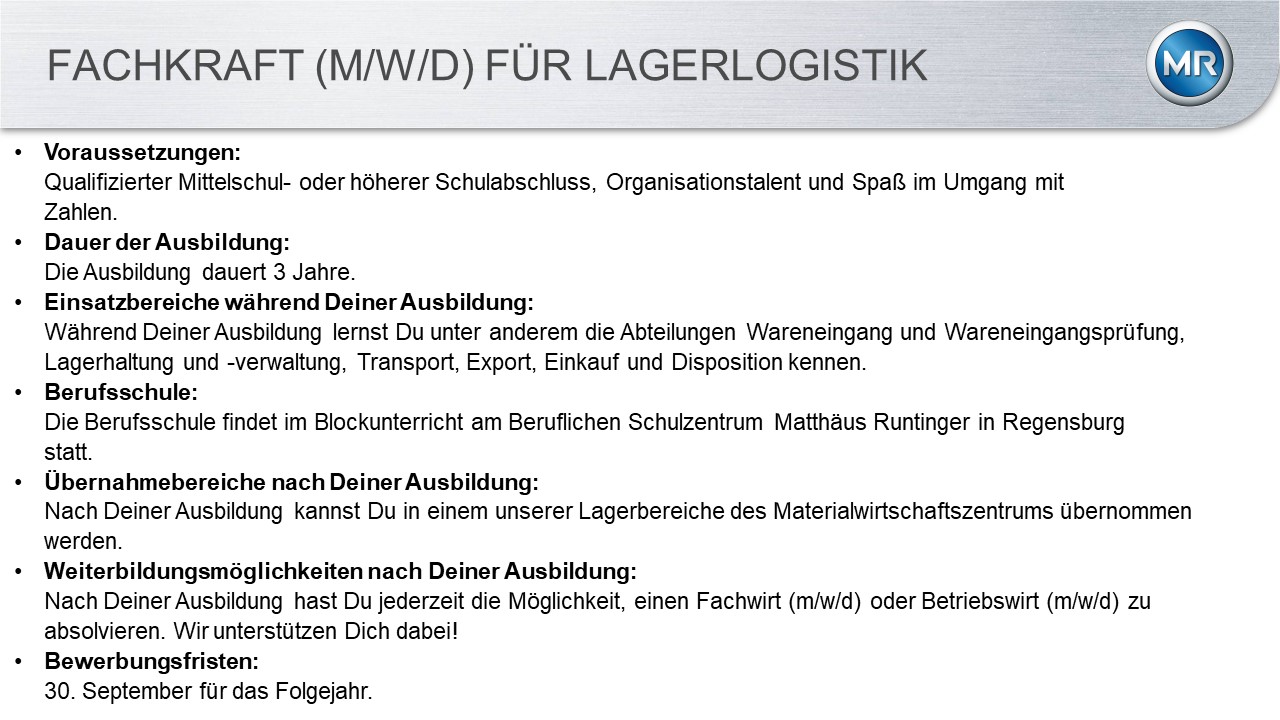 FACHKRAFT (M/W/D) FÜR LAGERLOGISTIK
MR
• Voraussetzungen:
Qualifizierter Mittelschul- oder höherer Schulabschluss, Organisationstalent und Spaß im Umgang mit
Zahlen.
• Dauer der Ausbildung:
Die Ausbildung dauert 3 Jahre.
• Einsatzbereiche während Deiner Ausbildung:
Während Deiner Ausbildung lernst Du unter anderem die Abteilungen Wareneingang und Wareneingangsprüfung,
Lagerhaltung und -verwaltung, Transport, Export, Einkauf und Disposition kennen.
• Berufsschule:
Die Berufsschule findet im Blockunterricht am Beruflichen Schulzentrum Matthäus Runtinger in Regensburg
statt.
• Übernahmebereiche nach Deiner Ausbildung:
Nach Deiner Ausbildung kannst Du in einem unserer Lagerbereiche des Materialwirtschaftszentrums übernommen
werden.
• Weiterbildungsmöglichkeiten nach Deiner Ausbildung:
Nach Deiner Ausbildung hast Du jederzeit die Möglichkeit, einen Fachwirt (m/w/d) oder Betriebswirt (m/w/d) zu
absolvieren. Wir unterstützen Dich dabei!
• Bewerbungsfristen:
30. September für das Folgejahr.